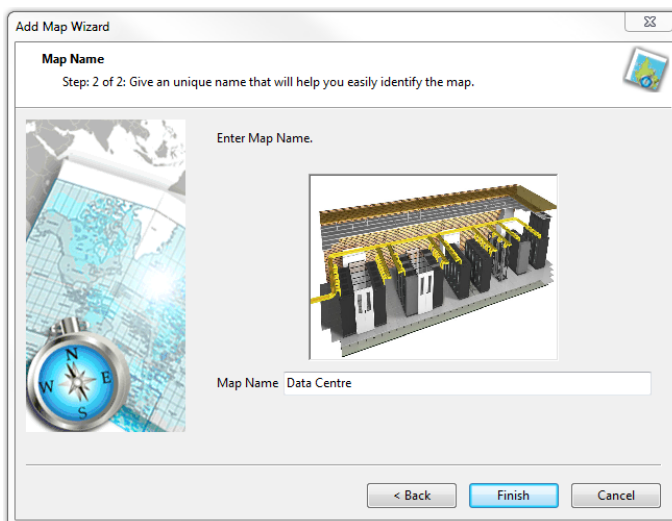 Add Map Wizard
Map Name
Step: 2 of 2: Give an unique name that will help you easily identify the map.
Enter Map Name.
N
W E
S
Map Name Data Centre
< Back Finish Cancel